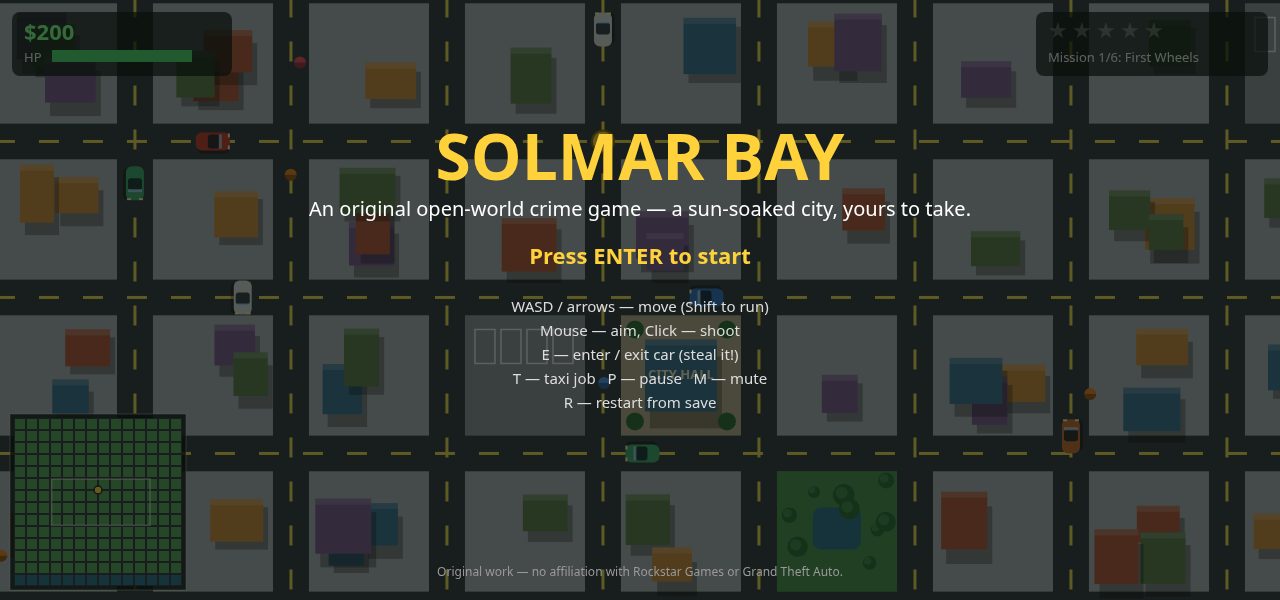 $200
HP
★ ★ ★ ★ ★
Mission 1/6: First Wheels
SOLMAR BAY
An original open-world crime game — a sun-soaked city, yours to take.
Press ENTER to start
WASD / arrows — move (Shift to run)
Mouse — aim, Click — shoot
E — enter / exit car (steal it!)
CITY HALL
T — taxi job P — pause M — mute
R — restart from save
Original work — no affiliation with Rockstar Games or Grand Theft Auto.